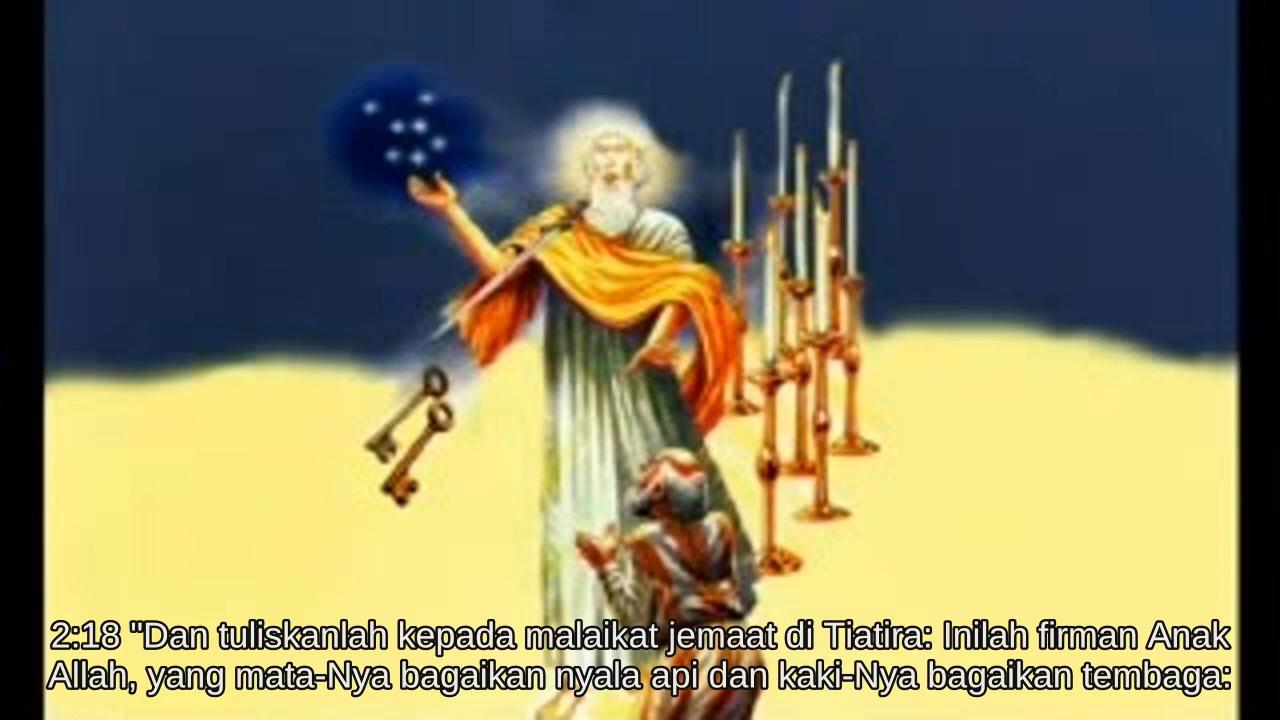 2:18 "Dan tuliskanlah kepada malaikat jemaat di Tiatira: Inilah firman Anak
Allah, yang mata-Nya bagaikan nyala api dan kaki-Nya bagaikan tembaga: